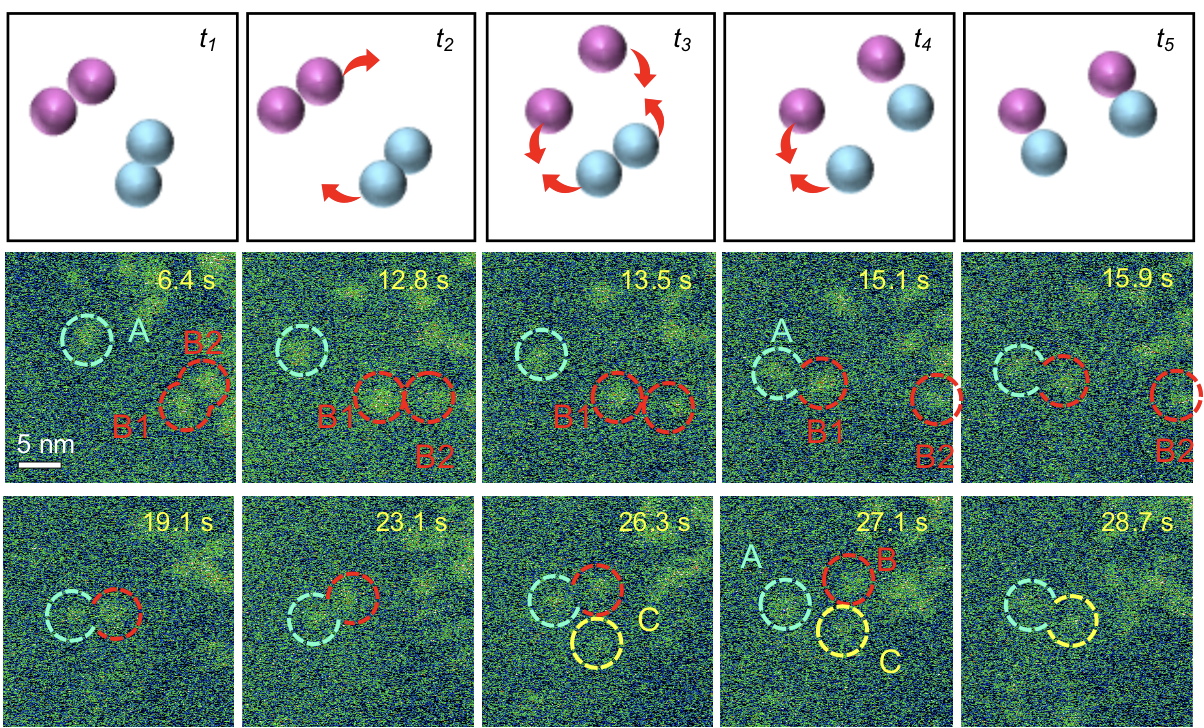 t1
t2
t3
t4
t5
6.4 s
A
B2
B1
5 nm
12.8 s
B1
B2
13.5 s
B1
15.1 s
A
B1
B2
15.9 s
B2
19.1 s
23.1 s
26.3 s
C
27.1 s
A
B
C
28.7 s